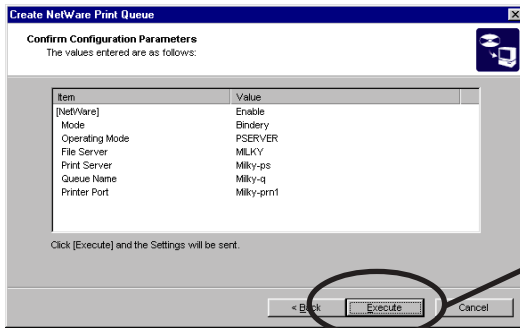 Create NetWare Print Queue
Confirm Configuration Parameters
The values entered are as follows:
Item Value
[NetWare] Enable
Mode Bindery
Operating Mode PSERVER
File Server MILKY
Print Server Milky-ps
Queue Name Milky-q
Printer Port Milky-prn1
Click [Execute] and the Settings will be sent.
< Back Execute Cancel